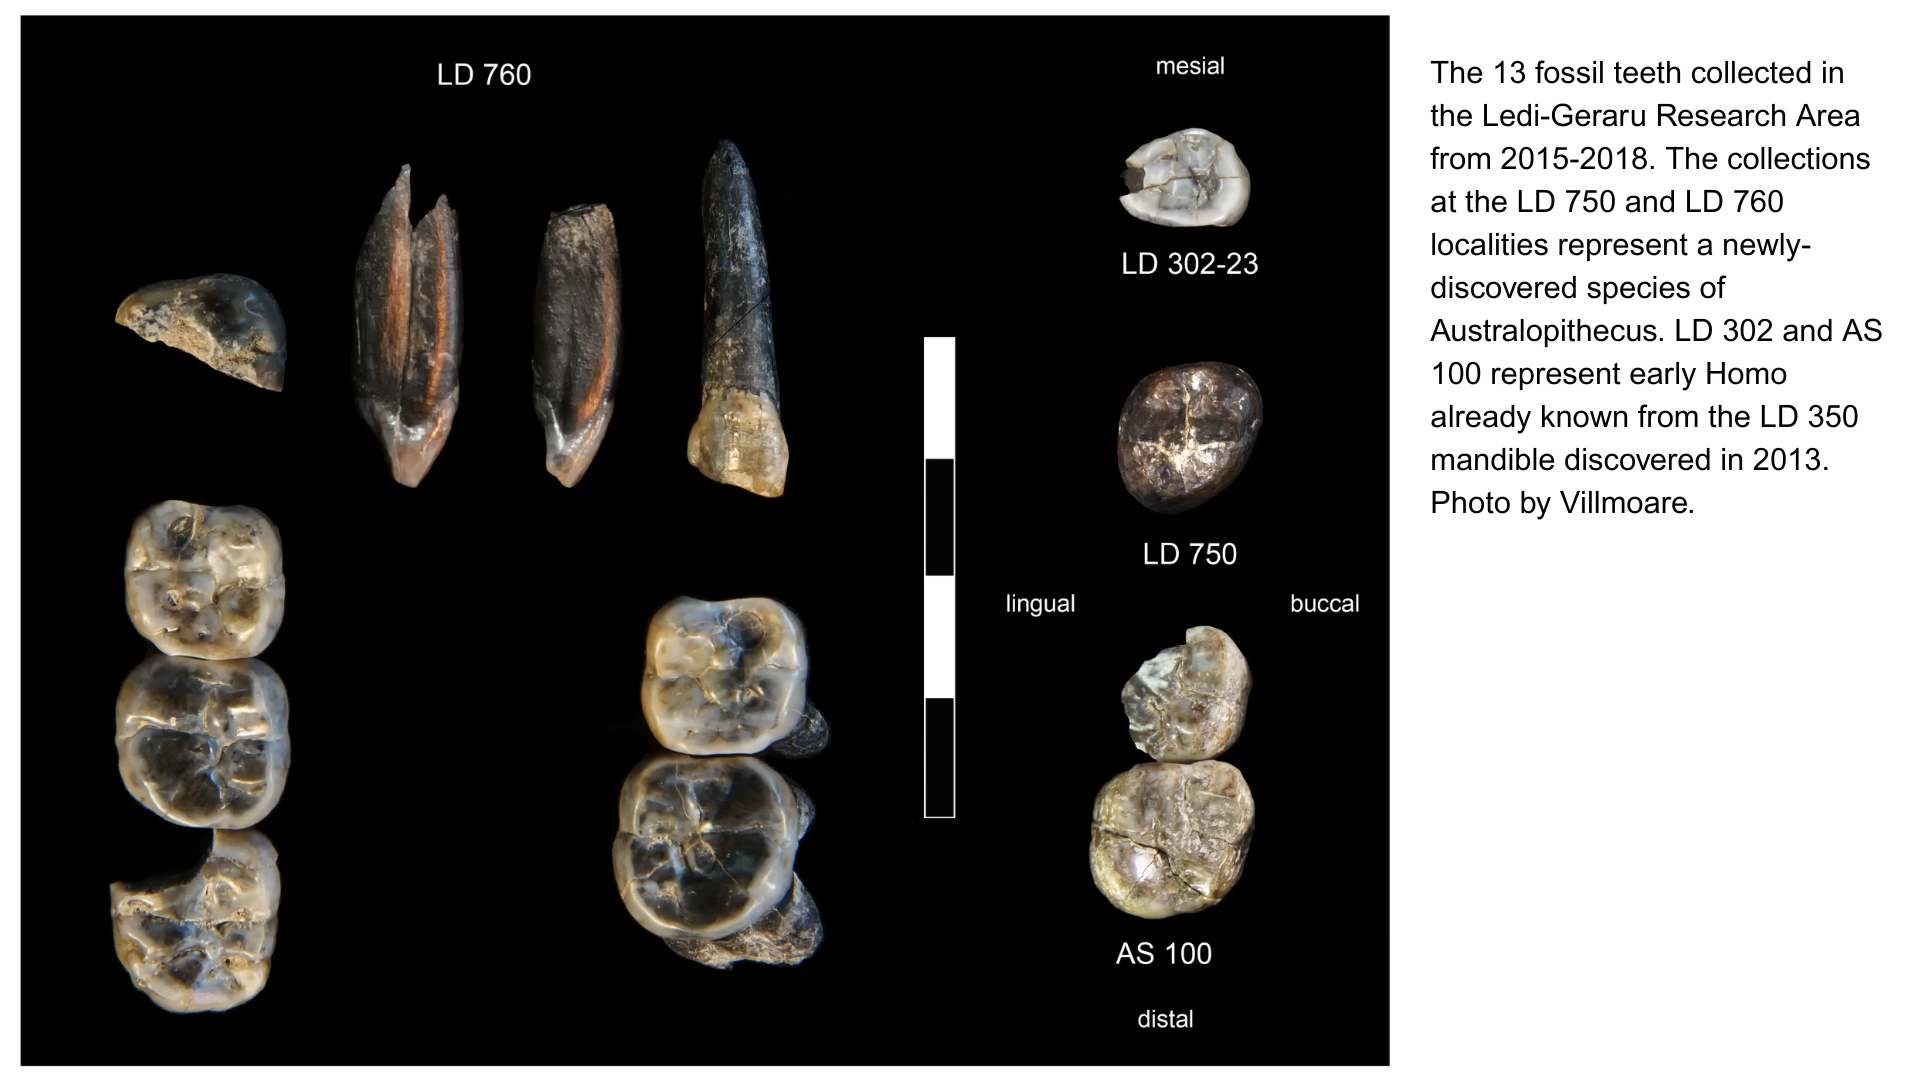 LD 760
mesial
LD 302-23
LD 750
lingual
buccal
AS 100
distal
The 13 fossil teeth collected in
the Ledi-Geraru Research Area
from 2015-2018. The collections
at the LD 750 and LD 760
localities represent a newly-
discovered species of
Australopithecus. LD 302 and AS
100 represent early Homo
already known from the LD 350
mandible discovered in 2013.
Photo by Villmoare.